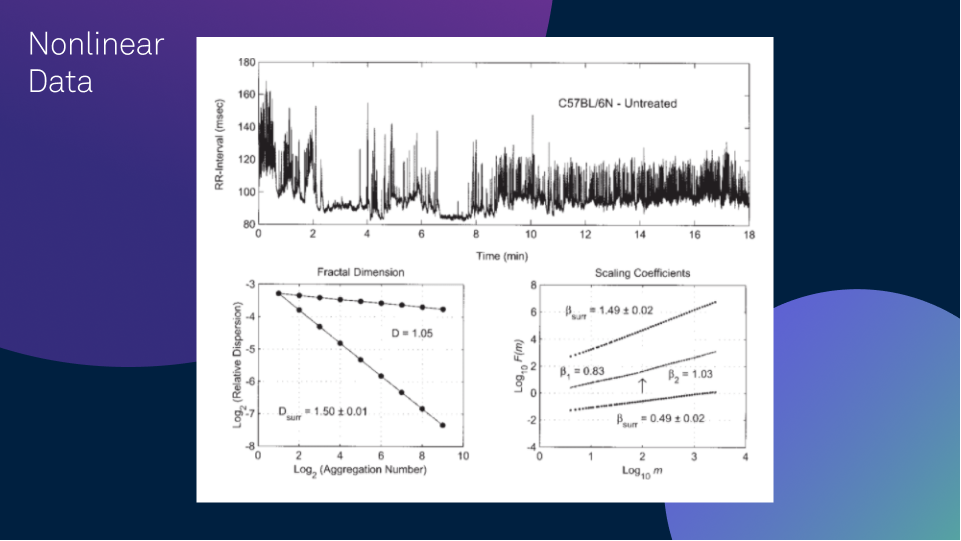 Nonlinear
Data
180
160
140
120
100
80
RR-Interval (msec)
C57BL/6N - Untreated
0 2 4 6 8 10 12 14 16 18
Time (min)
Fractal Dimension
-3
-4
-5
-6
-7
-8
Log2 (Relative Dispersion)
D = 1.05
Dsurr = 1.50 ± 0.01
0 2 4 6 8 10
Log2 (Aggregation Number)
Scaling Coefficients
8
6
4
2
0
-2
-4
Log10 F(m)
βsurr = 1.49 ± 0.02
β1 = 0.83
β2 = 1.03
βsurr = 0.49 ± 0.02
0 1 2 3 4
Log10 m